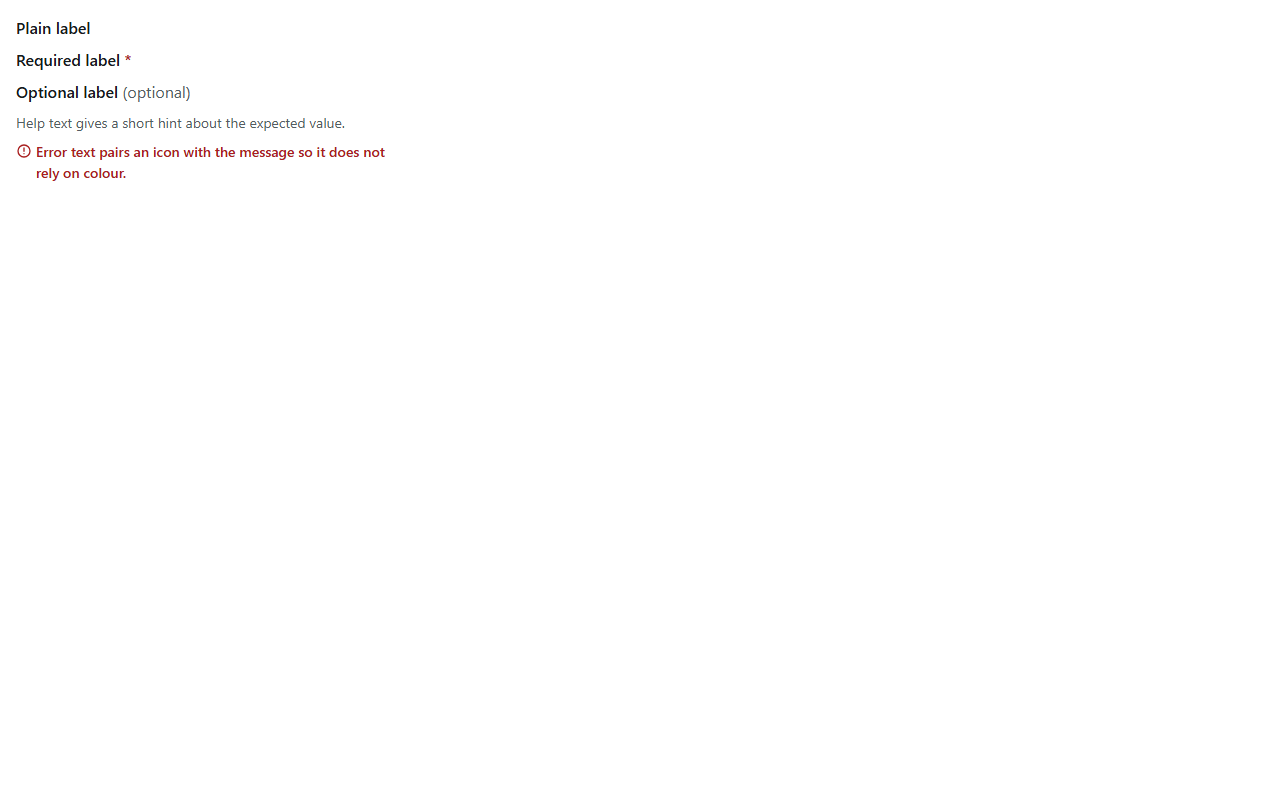 Plain label
Required label *
Optional label (optional)
Help text gives a short hint about the expected value.
Error text pairs an icon with the message so it does not
rely on colour.